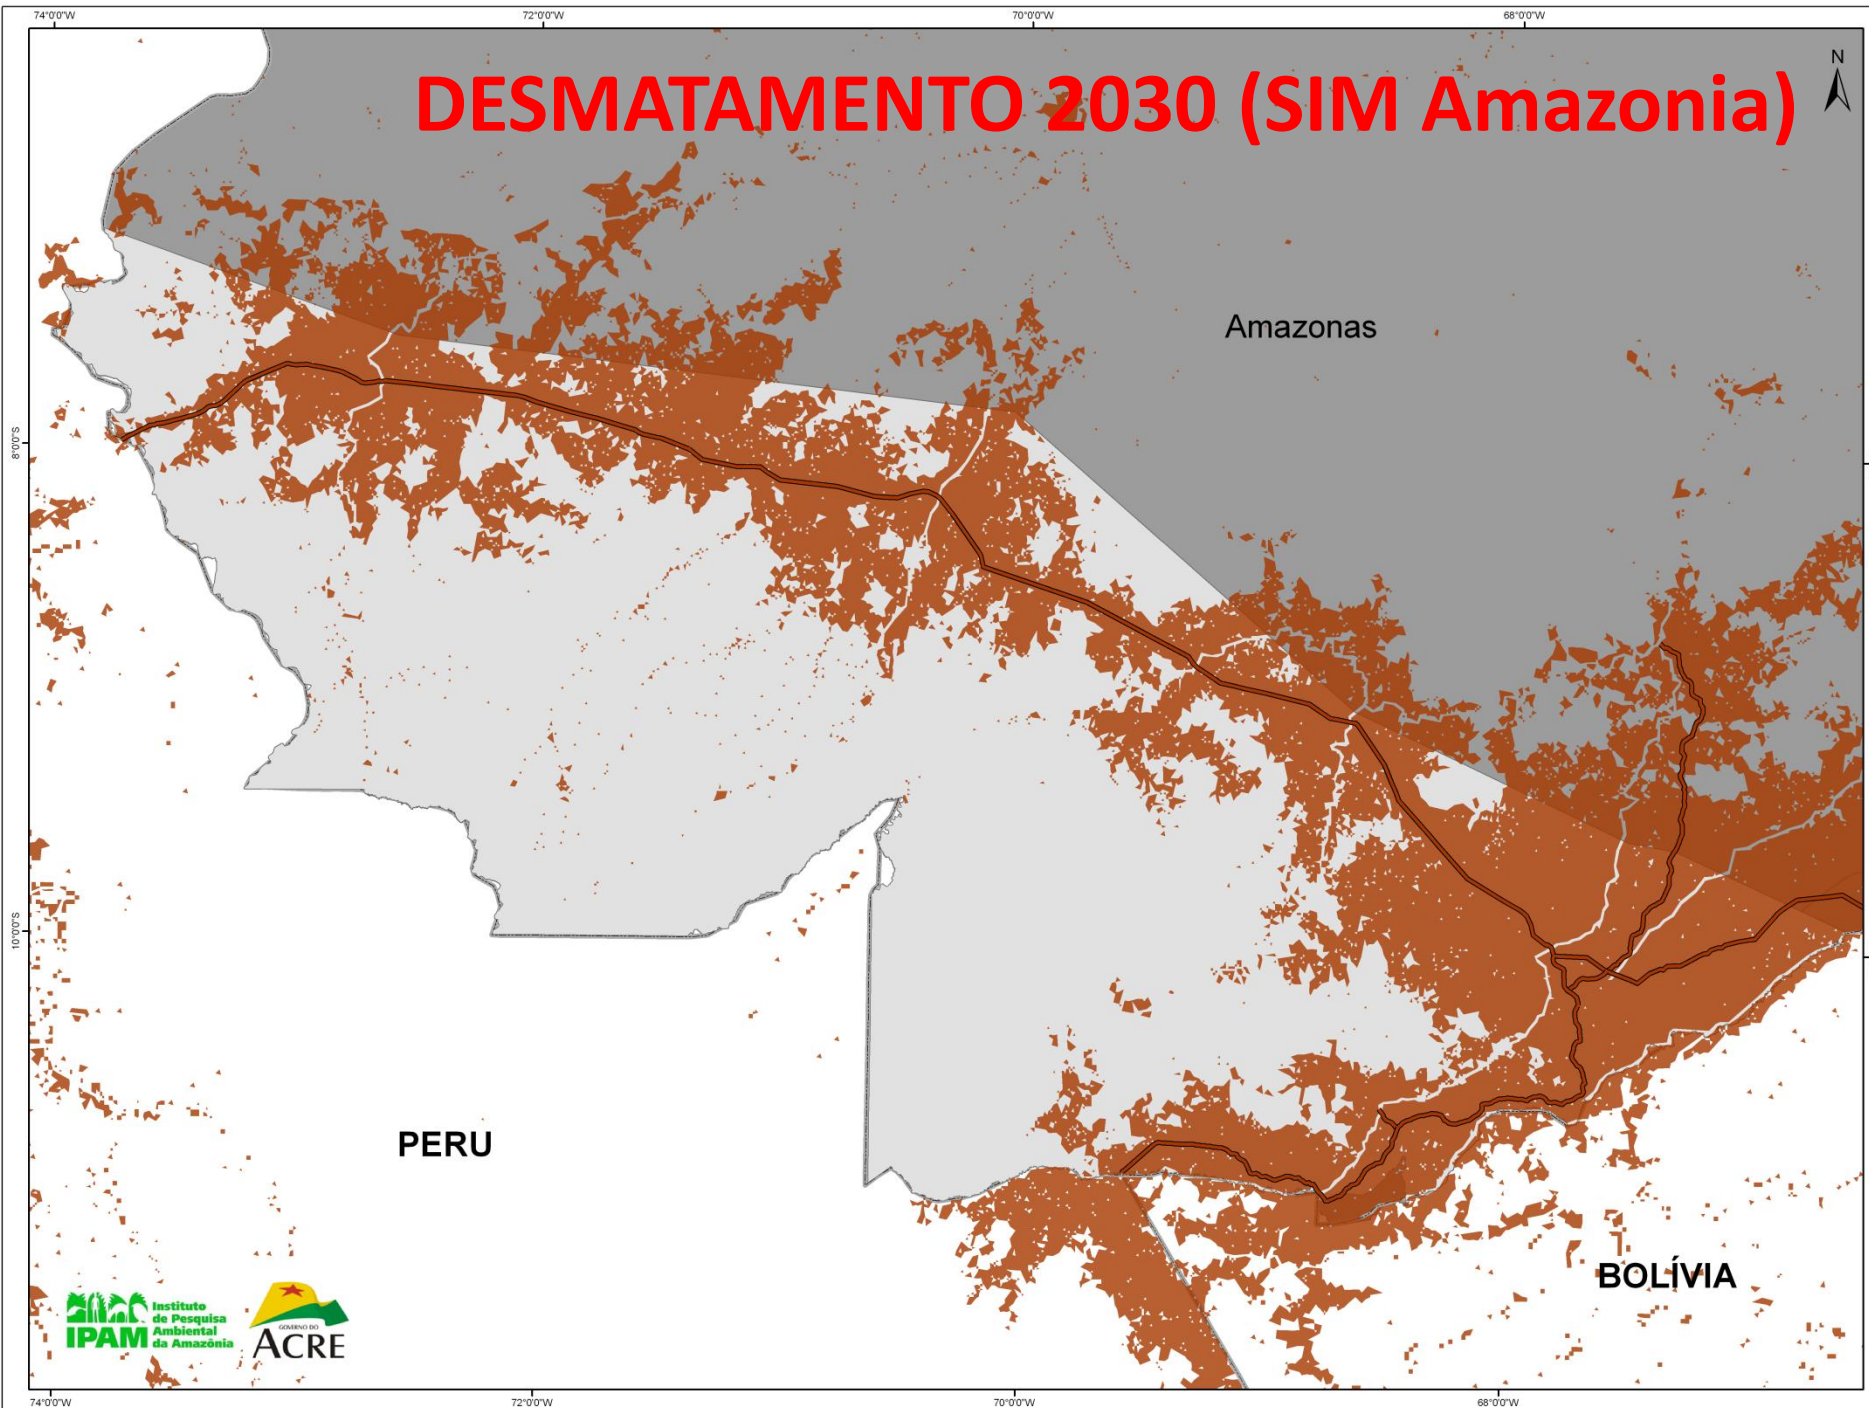 74°0'0"W 72°0'0"W 70°0'0"W 68°0'0"W
DESMATAMENTO 2030 (SIM Amazonia)
N
Amazonas
8°0'0"S
10°0'0"S
PERU
BOLÍVIA
IPAM
Instituto
de Pesquisa
Ambiental
da Amazônia
GOVERNO DO
ACRE
74°0'0"W 72°0'0"W 70°0'0"W 68°0'0"W